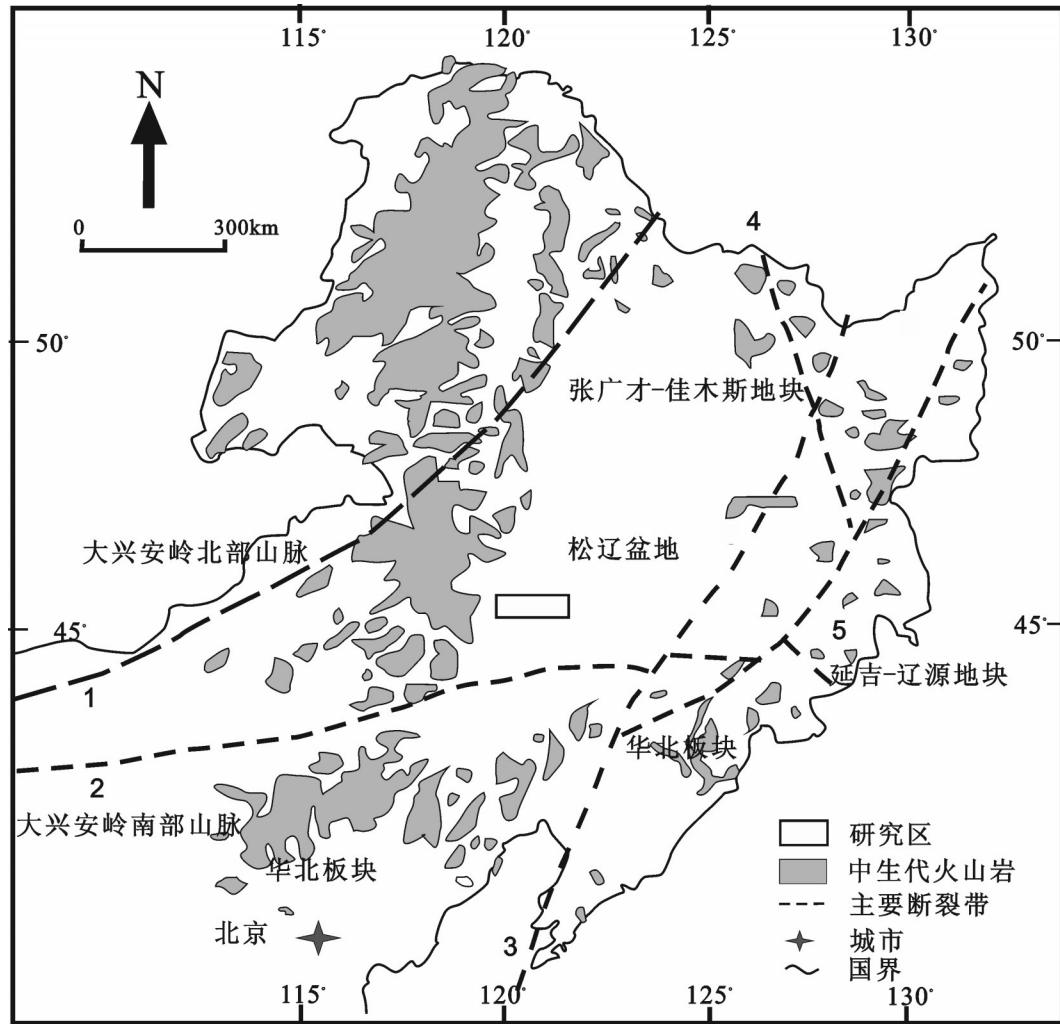 115° 120° 125° 130°
N
0 300km
4
50° 50°
张广才-佳木斯地块
大兴安岭北部山脉
松辽盆地
45° 45°
5
延吉-辽源地块
1
华北板块
2
大兴安岭南部山脉
华北板块
北京
3
研究区
中生代火山岩
主要断裂带
城市
国界
115° 120° 125° 130°